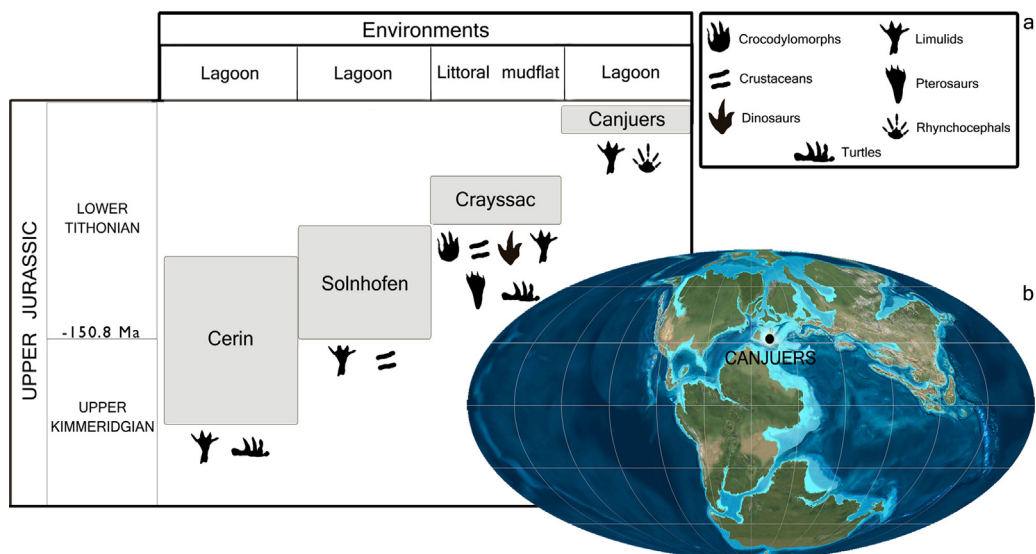 Environments
Lagoon
Lagoon
Littoral mudflat
Lagoon
UPPER JURASSIC
LOWER
TITHONIAN
-150.8 Ma
UPPER
KIMMERIDGIAN
Canjuers
Crayssac
Solnhofen
Cerin
a
Crocodylomorphs
Limulids
Crustaceans
Pterosaurs
Dinosaurs
Rhynchocephals
Turtles
b
CANJUERS